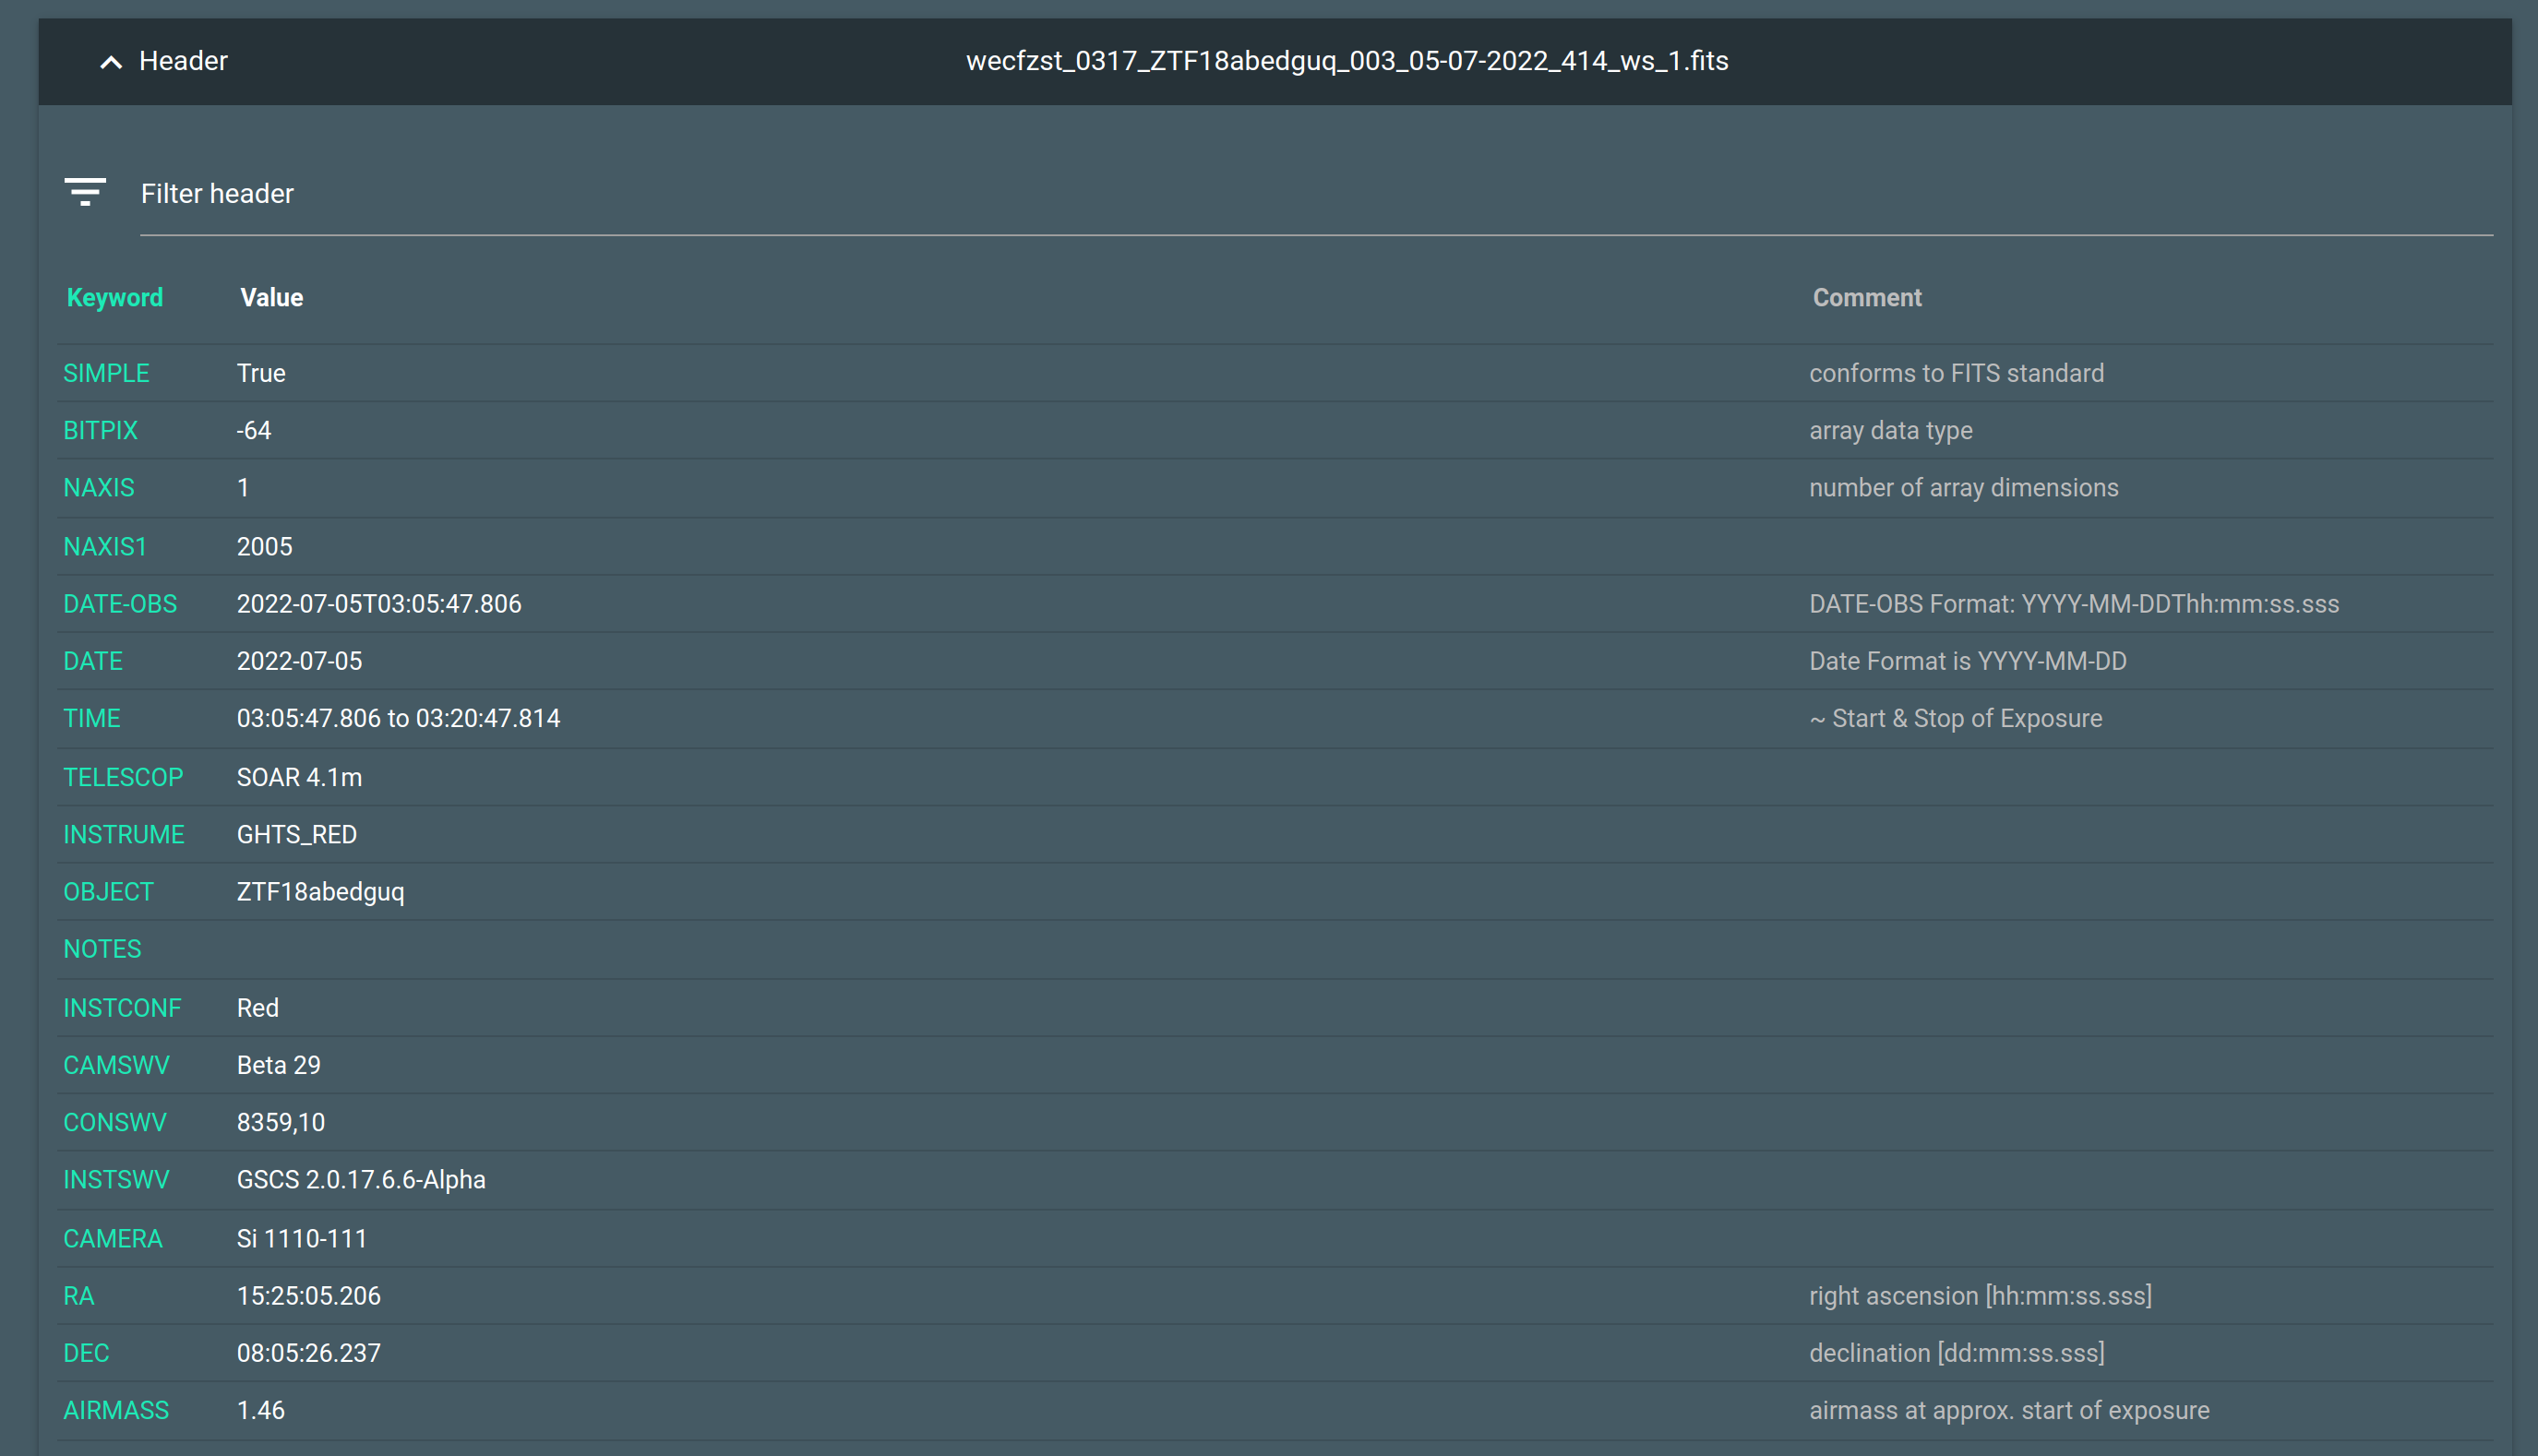 Header wecfzst_0317_ZTF18abedguq_003_05-07-2022_414_ws_1.fits
Filter header
Keyword Value Comment
SIMPLE True conforms to FITS standard
BITPIX -64 array data type
NAXIS 1 number of array dimensions
NAXIS1 2005
DATE-OBS 2022-07-05T03:05:47.806 DATE-OBS Format: YYYY-MM-DDThh:mm:ss.sss
DATE 2022-07-05 Date Format is YYYY-MM-DD
TIME 03:05:47.806 to 03:20:47.814 ~ Start & Stop of Exposure
TELESCOP SOAR 4.1m
INSTRUME GHTS_RED
OBJECT ZTF18abedguq
NOTES
INSTCONF Red
CAMSWV Beta 29
CONSWV 8359,10
INSTSWV GSCS 2.0.17.6.6-Alpha
CAMERA Si 1110-111
RA 15:25:05.206 right ascension [hh:mm:ss.sss]
DEC 08:05:26.237 declination [dd:mm:ss.sss]
AIRMASS 1.46 airmass at approx. start of exposure